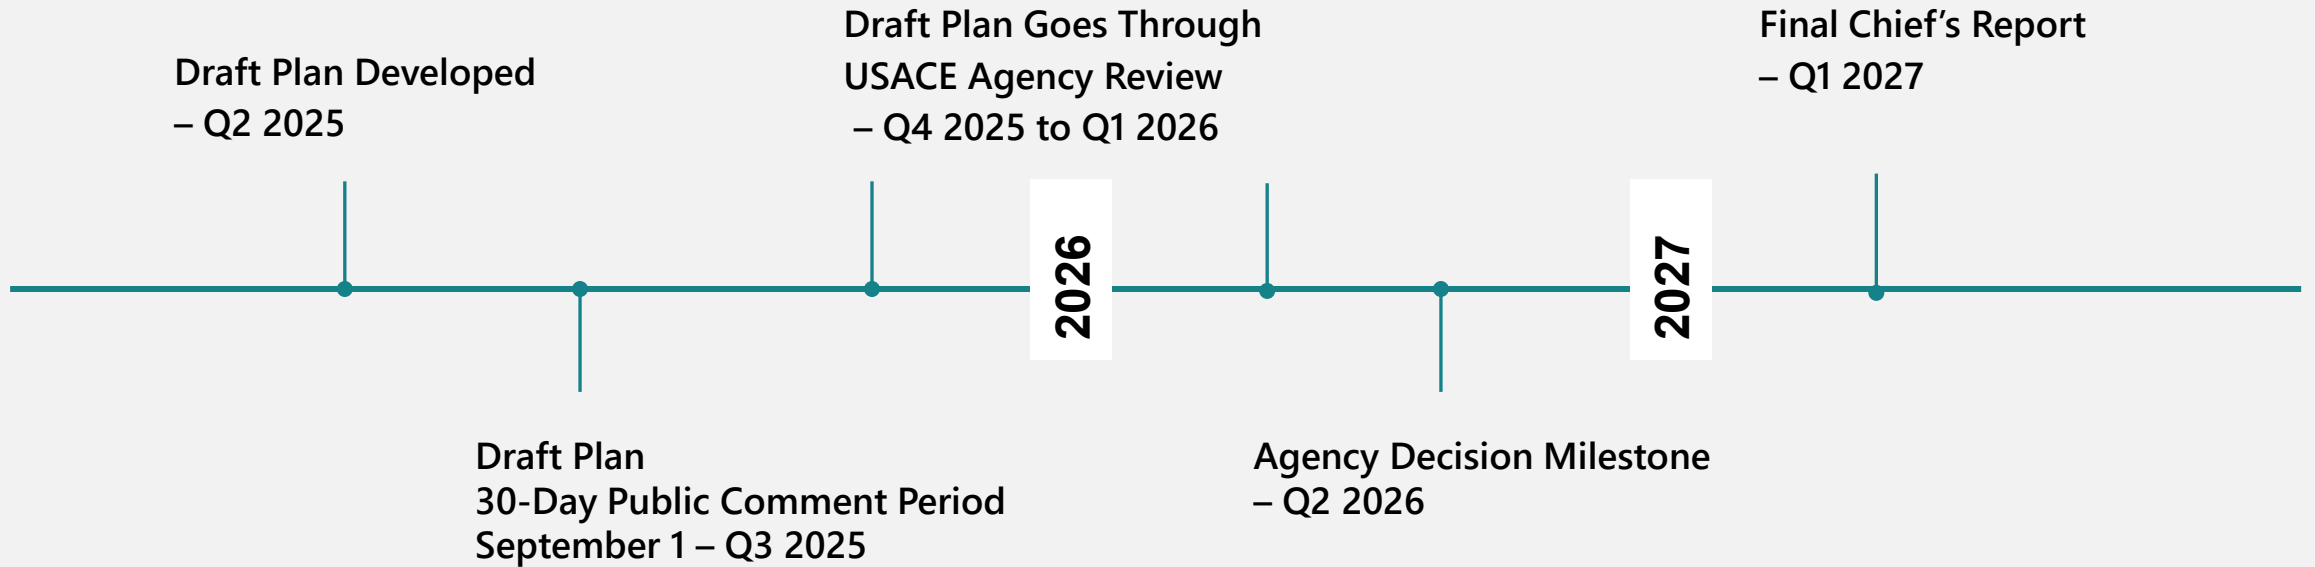 Draft Plan Developed
– Q2 2025
Draft Plan
30-Day Public Comment Period
September 1 – Q3 2025
Draft Plan Goes Through
USACE Agency Review
– Q4 2025 to Q1 2026
2026
Agency Decision Milestone
– Q2 2026
2027
Final Chief’s Report
– Q1 2027